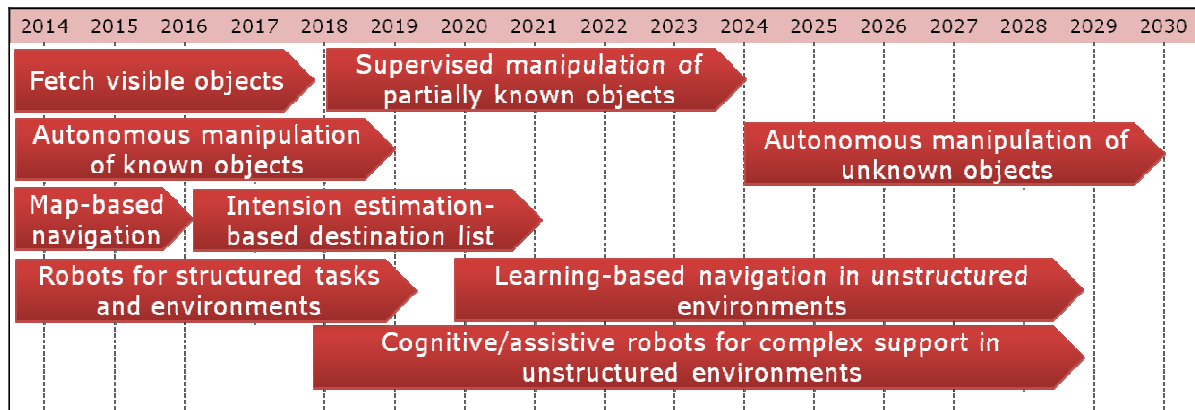 2014 2015 2016 2017 2018 2019 2020 2021 2022 2023 2024 2025 2026 2027 2028 2029 2030
Fetch visible objects
Supervised manipulation of
partially known objects
Autonomous manipulation
of known objects
Autonomous manipulation of
unknown objects
Map-based
navigation
Intension estimation-
based destination list
Robots for structured tasks
and environments
Learning-based navigation in unstructured
environments
Cognitive/assistive robots for complex support in
unstructured environments